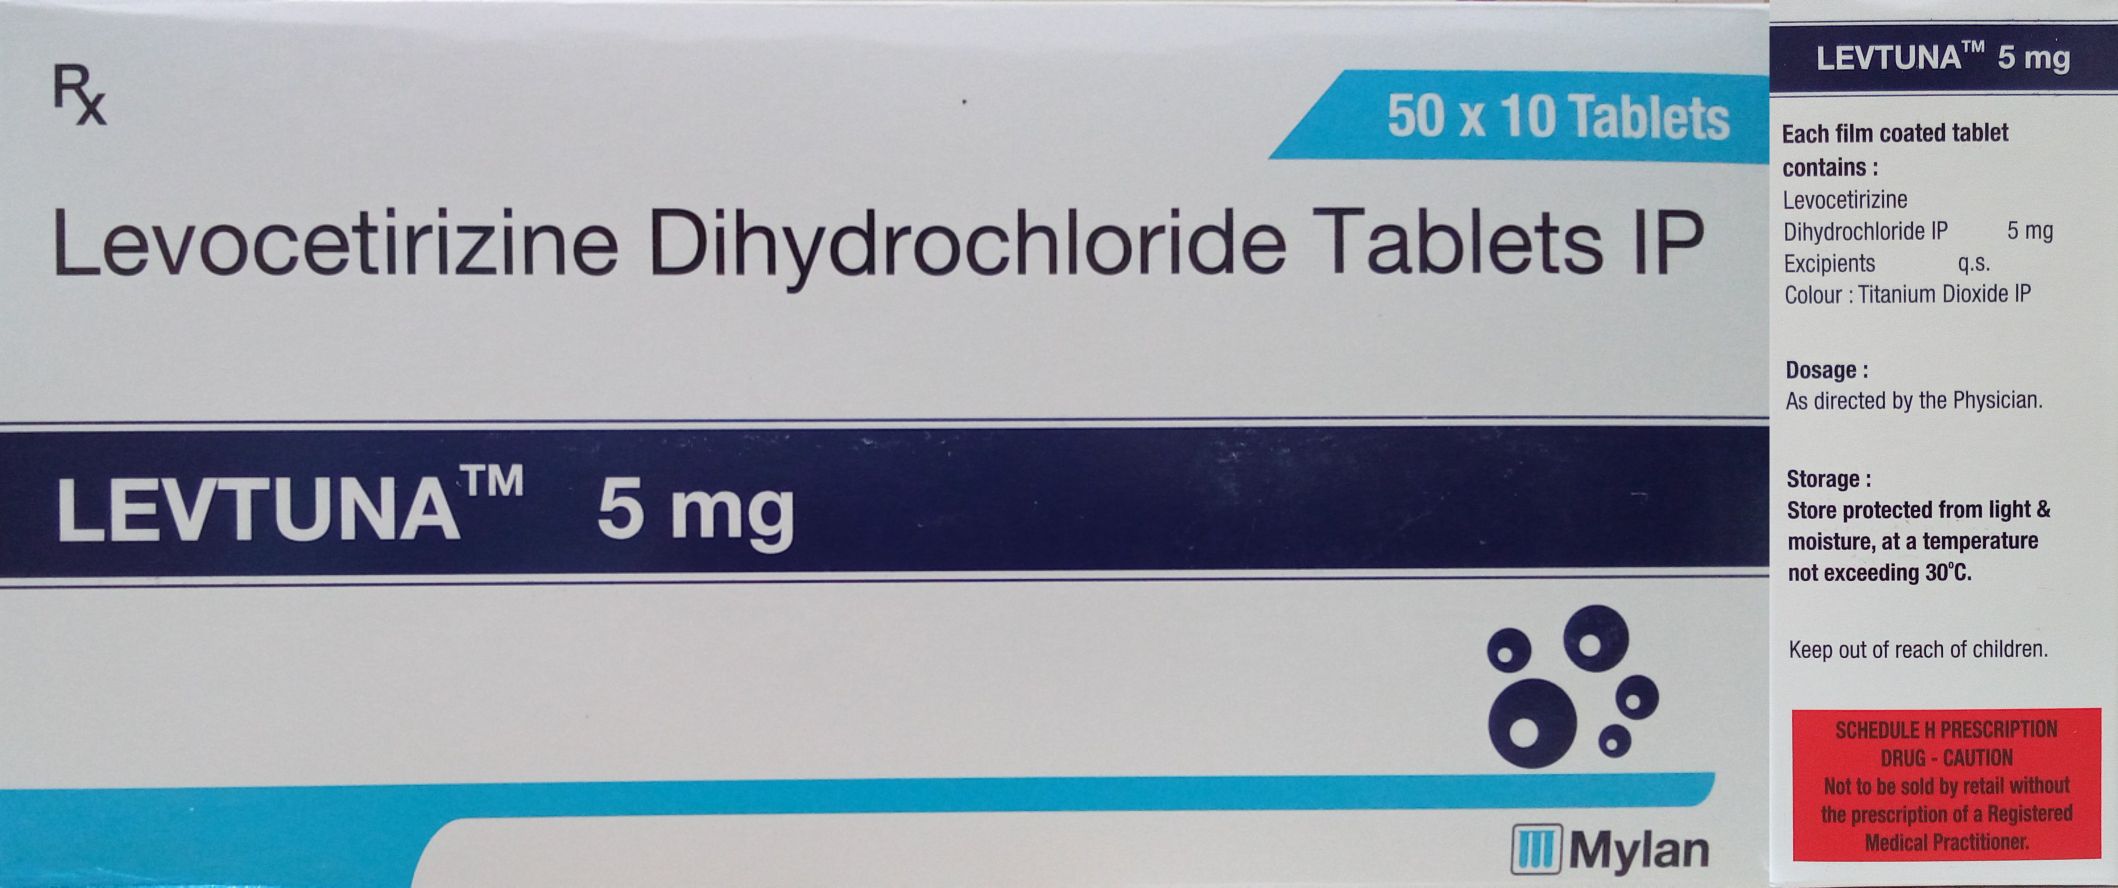 Rx
50 x 10 Tablets
Levocetirizine Dihydrochloride Tablets IP
LEVTUNA™ 5 mg
Mylan
LEVTUNA™ 5 mg
Each film coated tablet
contains :
Levocetirizine
Dihydrochloride IP 5 mg
Excipients q.s.
Colour : Titanium Dioxide IP
Dosage :
As directed by the Physician.
Storage :
Store protected from light &
moisture, at a temperature
not exceeding 30°C.
Keep out of reach of children.
SCHEDULE H PRESCRIPTION
DRUG - CAUTION
Not to be sold by retail without
the prescription of a Registered
Medical Practitioner.